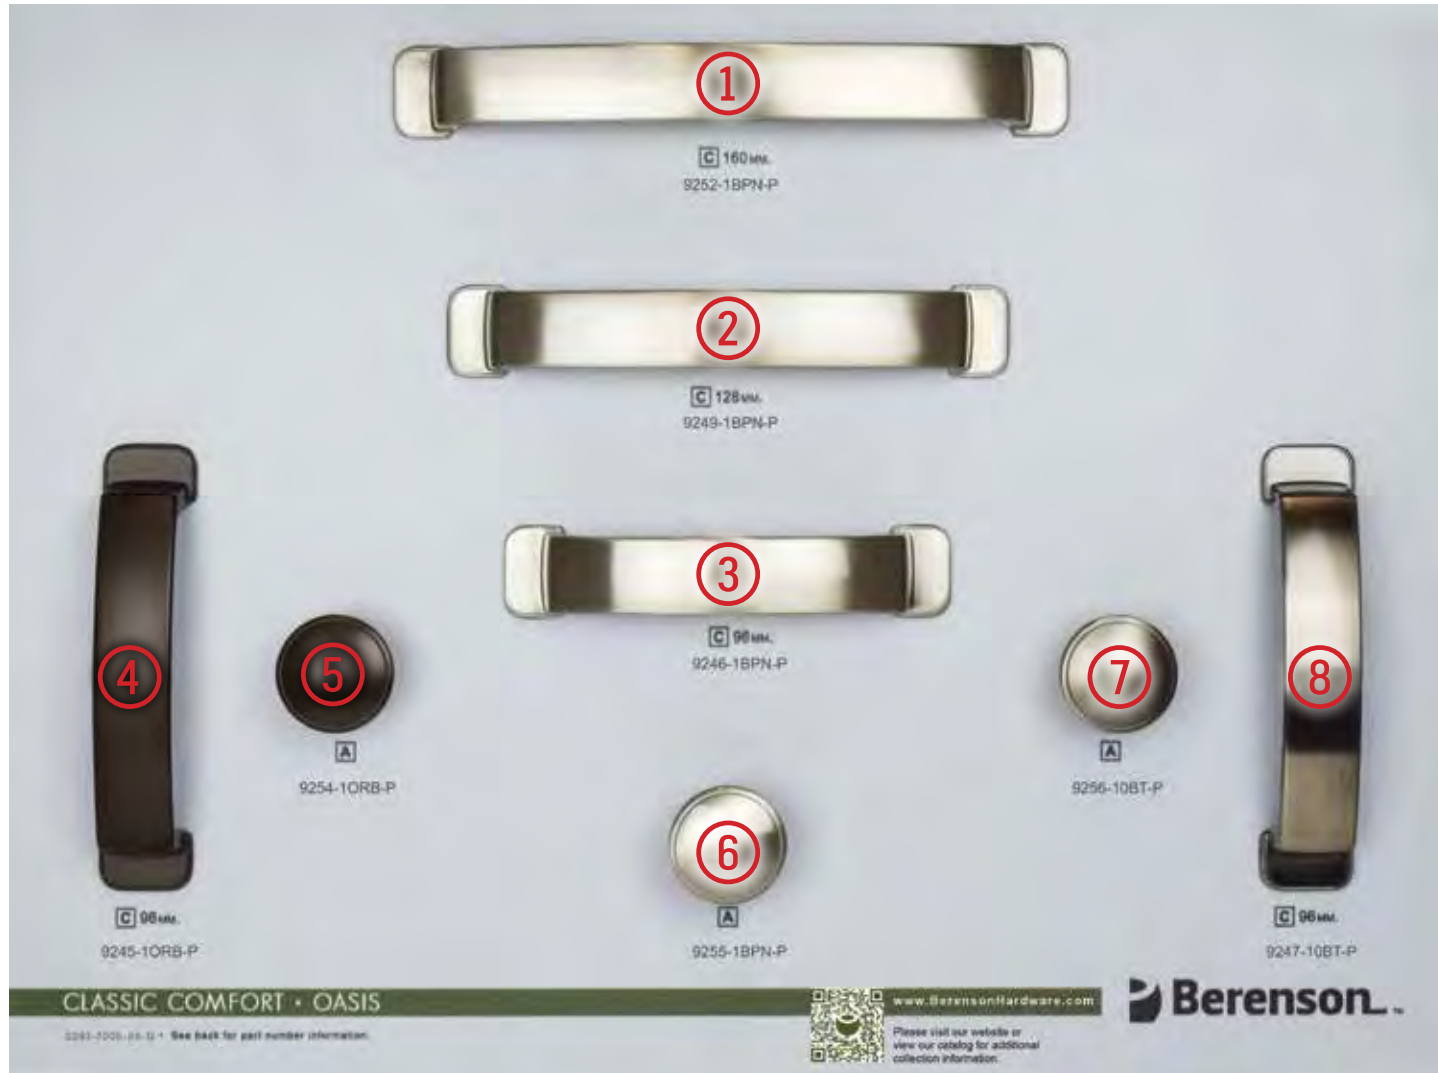 1
C 160 MM.
9252-1BPN-P
2
C 128 MM.
9249-1BPN-P
3
C 96 MM.
9246-1BPN-P
4
C 96 MM.
9245-1ORB-P
5
A
9254-1ORB-P
6
A
9255-1BPN-P
7
A
9256-10BT-P
8
C 96 MM.
9247-10BT-P
CLASSIC COMFORT • OASIS
• See back for part number information.
www.BerensonHardware.com
Please visit our website or
view our catalog for additional
collection information.
Berenson™